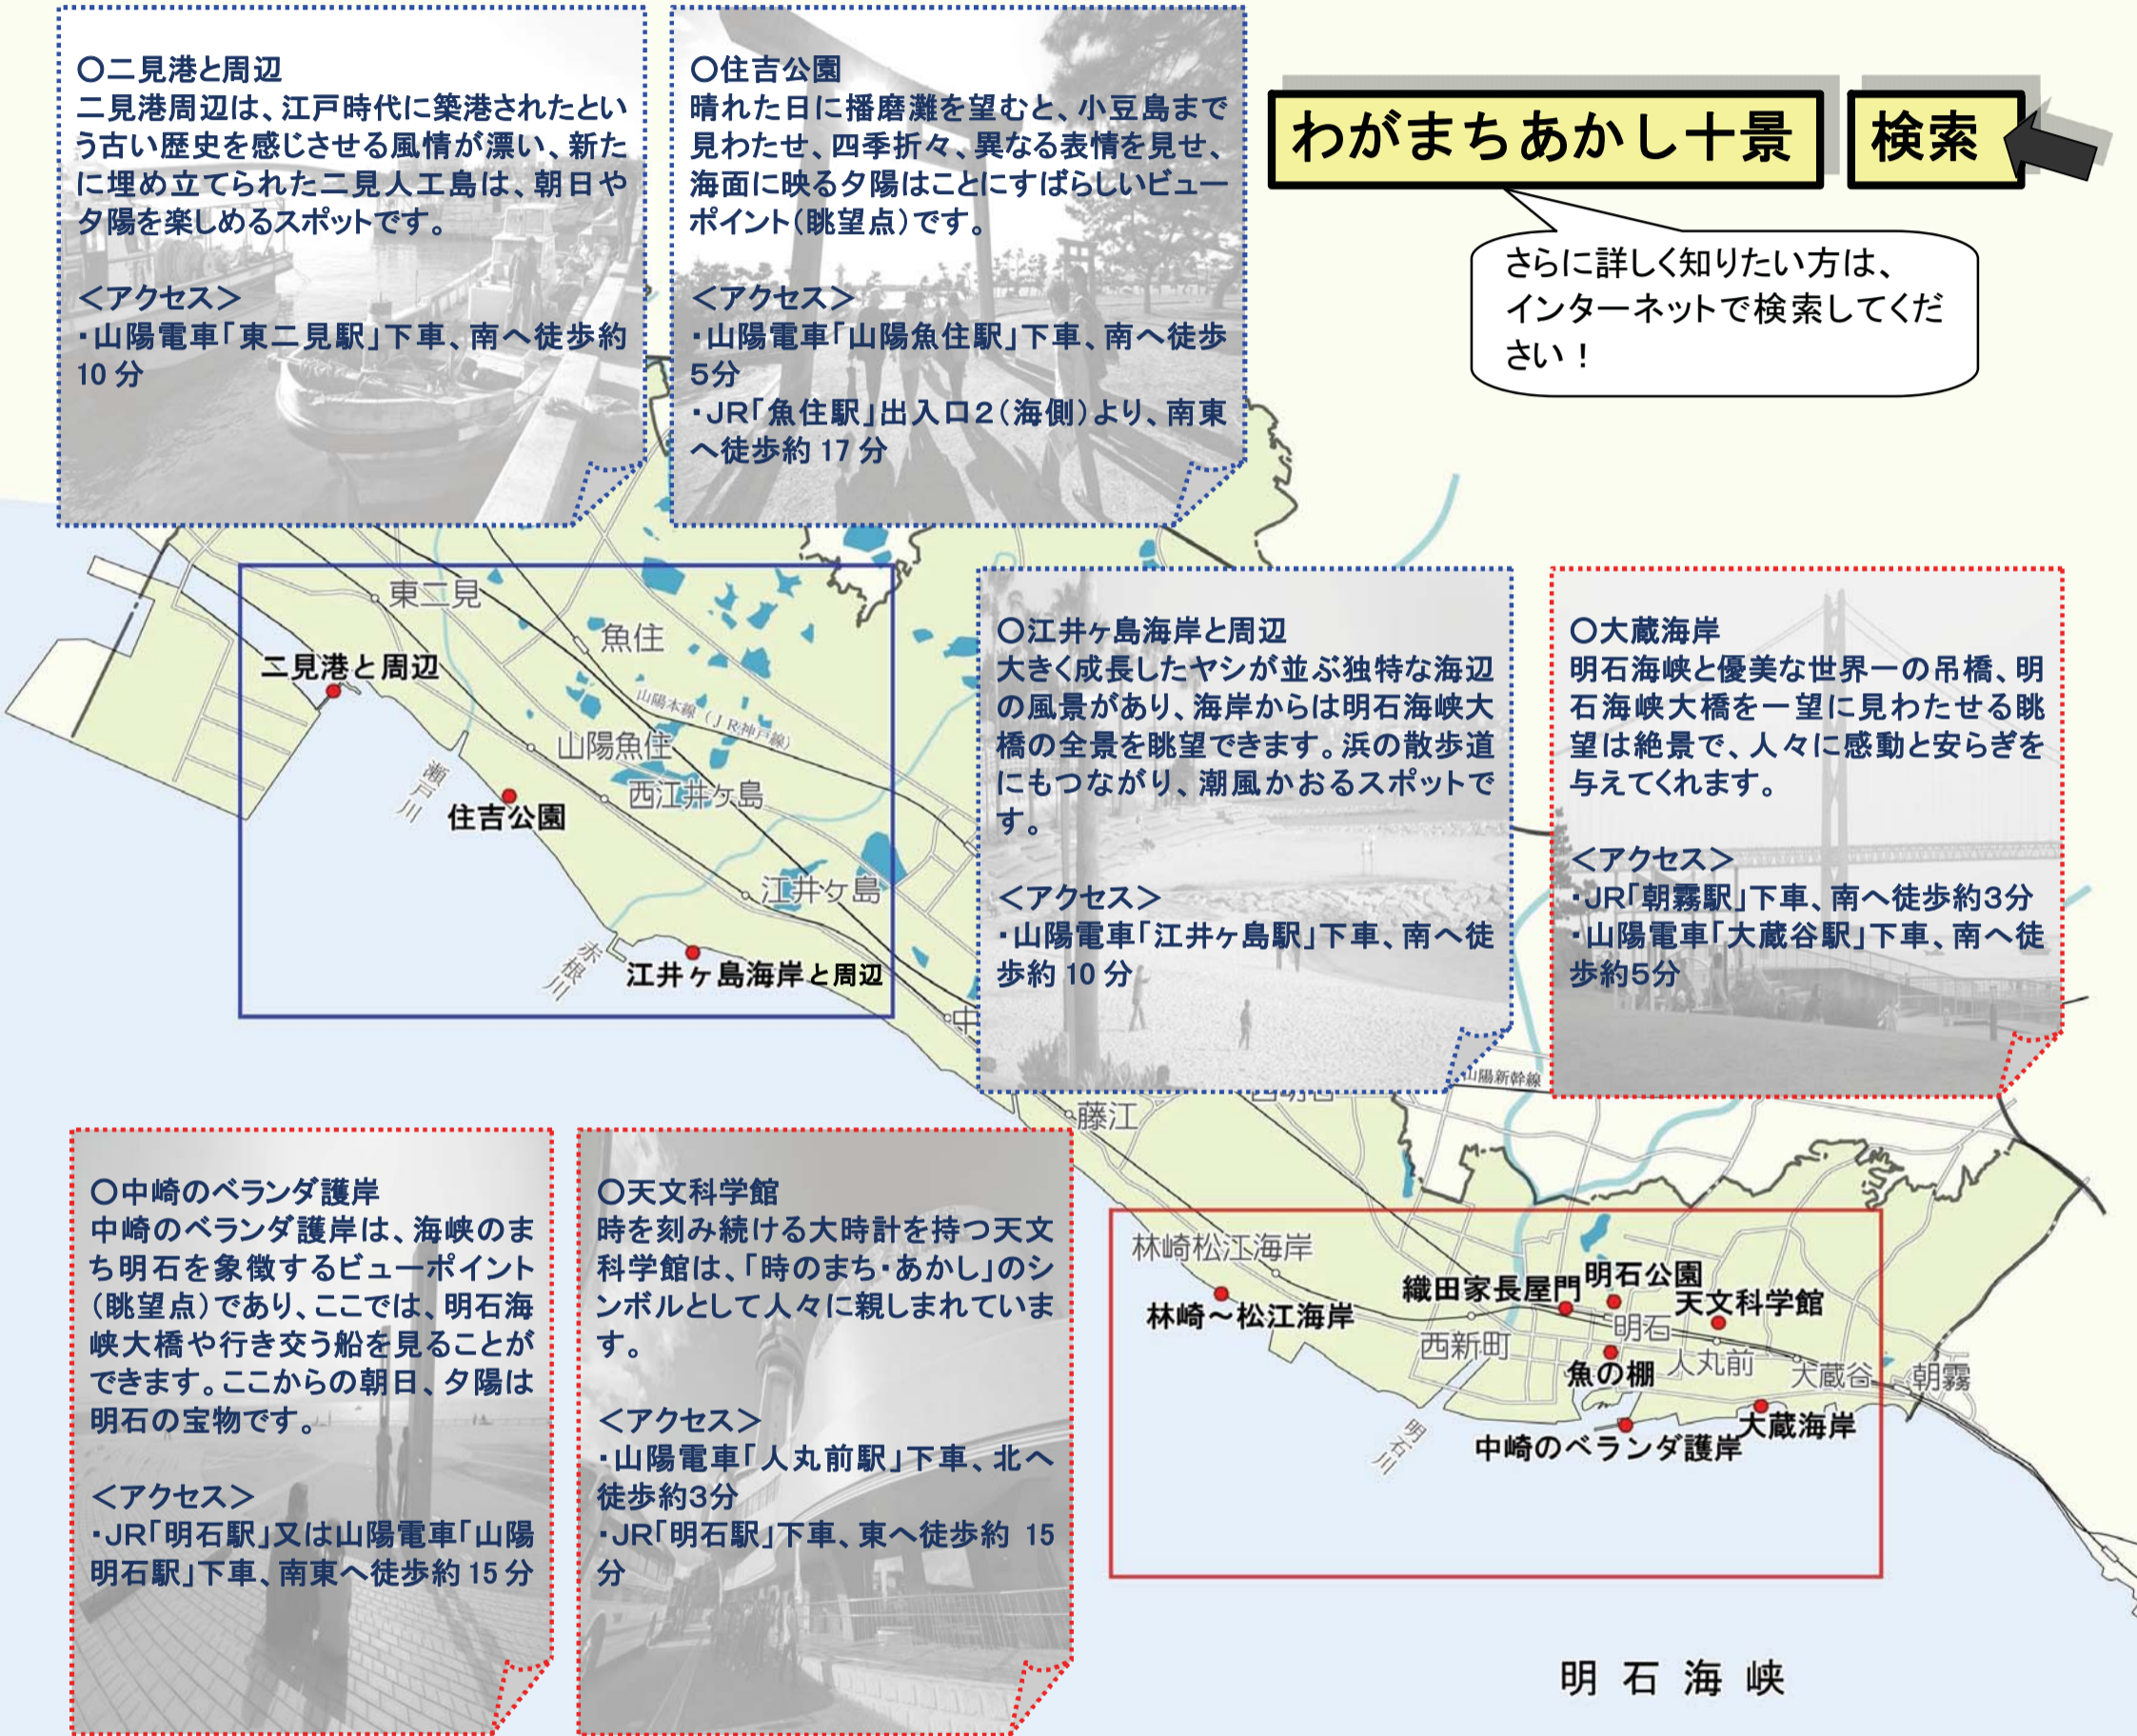 〇二見港と周辺
二見港周辺は、江戸時代に築港されたとい
う古い歴史を感じさせる風情が漂い、新た
に埋め立てられた二見人工島は、朝日や
夕陽を楽しめるスポットです。
＜アクセス＞
・山陽電車「東二見駅」下車、南へ徒歩約
10 分
〇住吉公園
晴れた日に播磨灘を望むと、小豆島まで
見わたせ、四季折々、異なる表情を見せ、
海面に映る夕陽はことにすばらしいビュー
ポイント（眺望点）です。
＜アクセス＞
・山陽電車「山陽魚住駅」下車、南へ徒歩
5分
・JR「魚住駅」出入口2（海側）より、南東
へ徒歩約 17 分
わがまちあかし十景
検索
さらに詳しく知りたい方は、
インターネットで検索してくだ
さい！
東二見
魚住
二見港と周辺
山陽本線（JR神戸線）
山陽魚住
西江井ヶ島
瀬戸川
住吉公園
江井ヶ島
赤根川
江井ヶ島海岸と周辺
中
〇江井ヶ島海岸と周辺
大きく成長したヤシが並ぶ独特な海辺
の風景があり、海岸からは明石海峡大
橋の全景を眺望できます。浜の散歩道
にもつながり、潮風かおるスポットで
す。
＜アクセス＞
・山陽電車「江井ヶ島駅」下車、南へ徒
歩約 10 分
〇大蔵海岸
明石海峡と優美な世界一の吊橋、明
石海峡大橋を一望に見わたせる眺
望は絶景で、人々に感動と安らぎを
与えてくれます。
＜アクセス＞
・JR「朝霧駅」下車、南へ徒歩約3分
・山陽電車「大蔵谷駅」下車、南へ徒
歩約5分
山陽新幹線
藤江
〇中崎のベランダ護岸
中崎のベランダ護岸は、海峡のま
ち明石を象徴するビューポイント
（眺望点）であり、ここでは、明石海
峡大橋や行き交う船を見ることが
できます。ここからの朝日、夕陽は
明石の宝物です。
＜アクセス＞
・JR「明石駅」又は山陽電車「山陽
明石駅」下車、南東へ徒歩約 15 分
〇天文科学館
時を刻み続ける大時計を持つ天文
科学館は、「時のまち・あかし」のシ
ンボルとして人々に親しまれていま
す。
＜アクセス＞
・山陽電車「人丸前駅」下車、北へ
徒歩約3分
・JR「明石駅」下車、東へ徒歩約 15
分
林崎松江海岸
林崎～松江海岸
織田家長屋門
明石公園
天文科学館
明石
西新町
魚の棚
人丸前
大蔵谷
朝霧
大蔵海岸
中崎のベランダ護岸
明石川
明石海峡